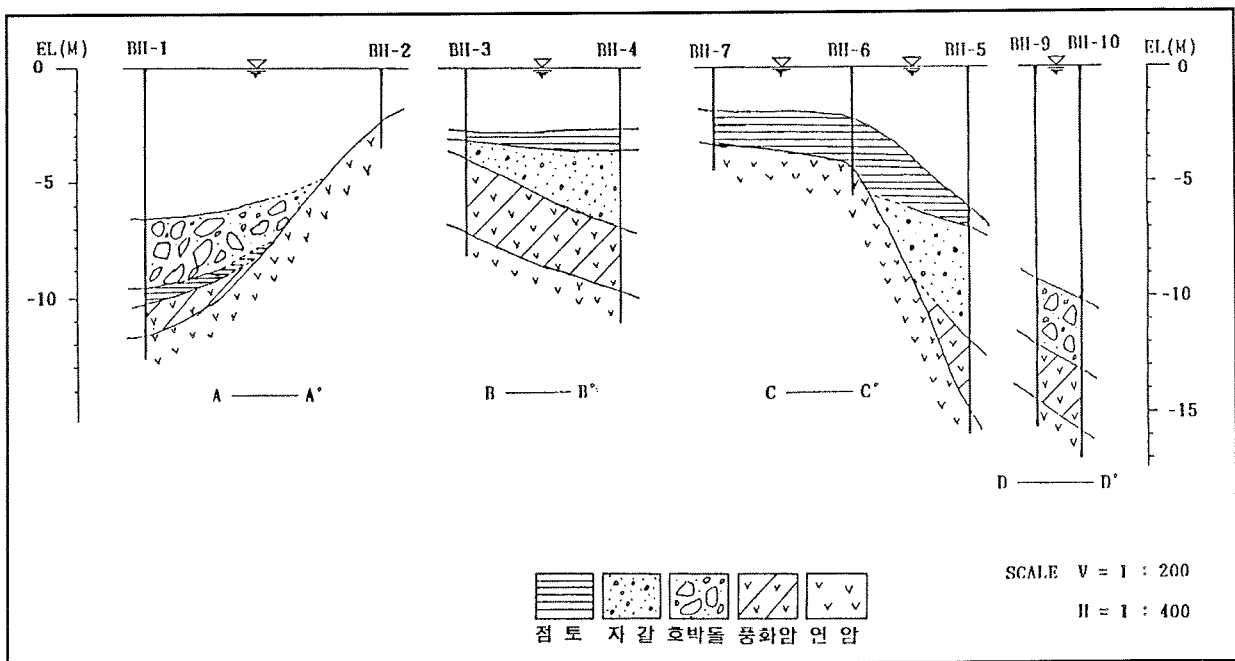 EL(M) BH-1 BH-2 BH-3 BH-4 BH-7 BH-6 BH-5 BH-9 BH-10 EL(M)
0 0
-5 -5
-10 -10
-15
A A'
B B'
C C'
D D'
점 토 자 갈 호박돌 풍화암 연 암
SCALE V = 1 : 200
H = 1 : 400